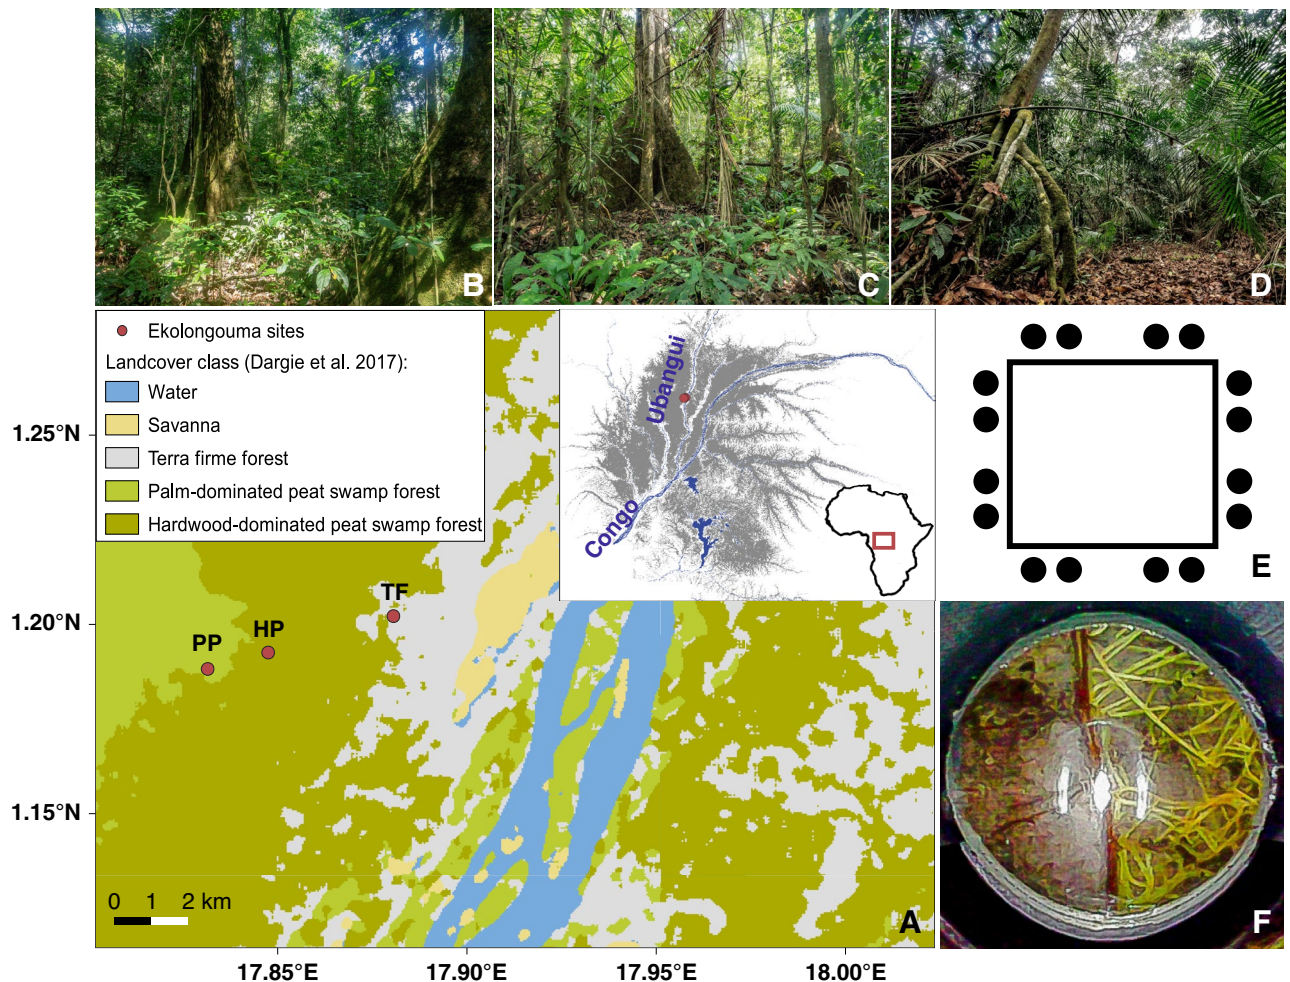 B
C
D
Ekolongouma sites
Landcover class (Dargie et al. 2017):
Water
Savanna
Terra firme forest
Palm-dominated peat swamp forest
Hardwood-dominated peat swamp forest
Ubangui
Congo
E
1.25°N
1.20°N
1.15°N
TF
HP
PP
0 1 2 km
A
F
17.85°E 17.90°E 17.95°E 18.00°E